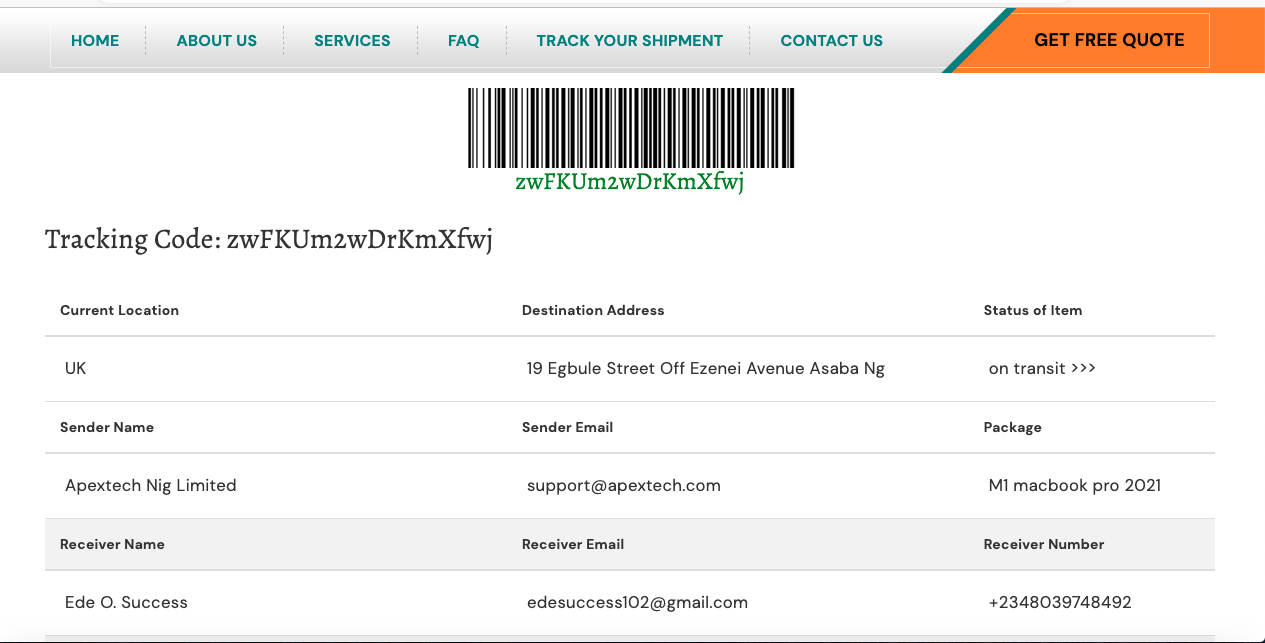 HOME ABOUT US SERVICES FAQ TRACK YOUR SHIPMENT CONTACT US GET FREE QUOTE
zwFKUm2wDrKmXfwj
Tracking Code: zwFKUm2wDrKmXfwj
Current Location Destination Address Status of Item
UK 19 Egbule Street Off Ezenei Avenue Asaba Ng on transit >>>
Sender Name Sender Email Package
Apextech Nig Limited support@apextech.com M1 macbook pro 2021
Receiver Name Receiver Email Receiver Number
Ede O. Success edesuccess102@gmail.com +2348039748492